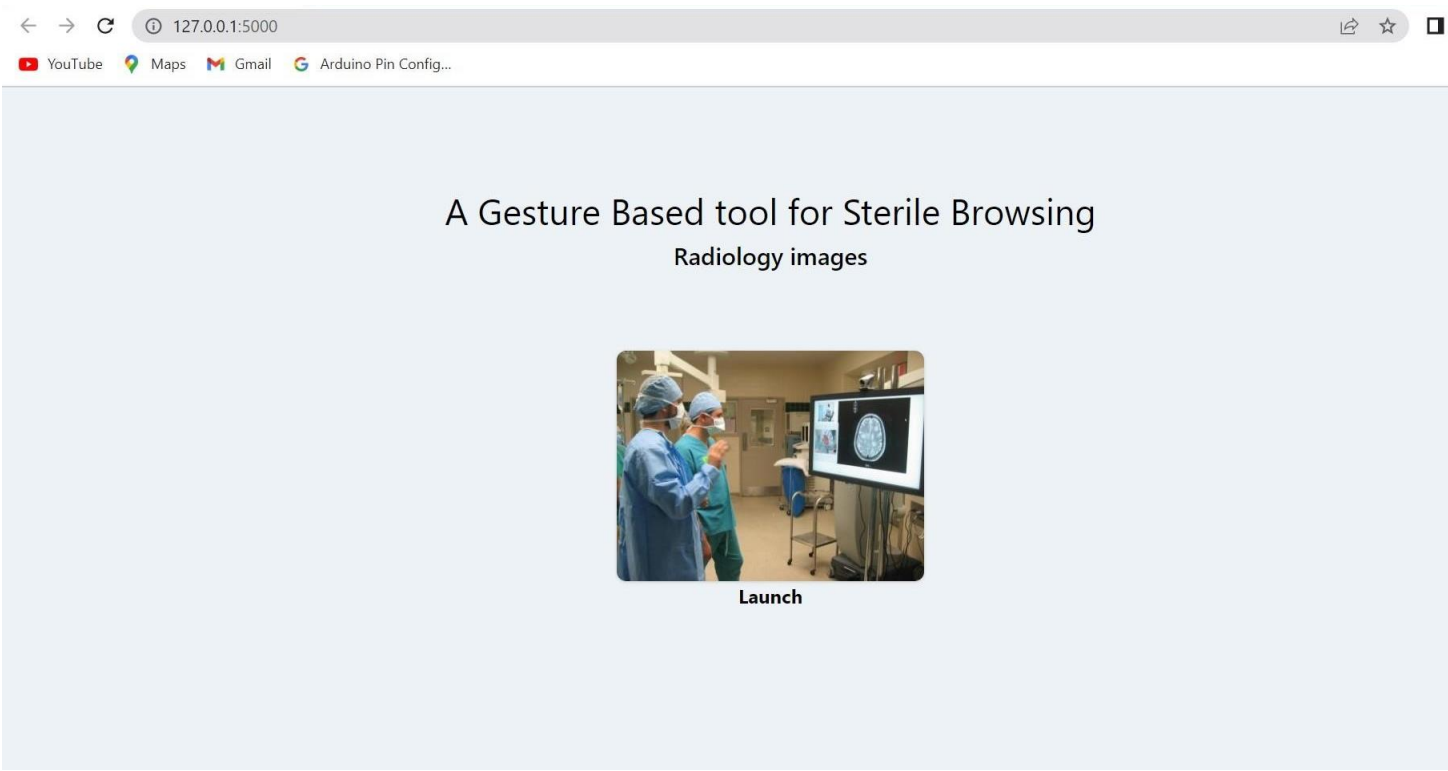 127.0.0.1:5000
YouTube Maps Gmail Arduino Pin Config...
A Gesture Based tool for Sterile Browsing
Radiology images
Launch